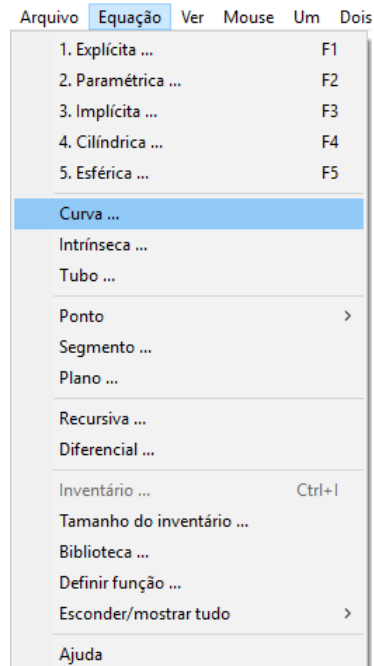 Arquivo Equação Ver Mouse Um Dois
1. Explícita ... F1
2. Paramétrica ... F2
3. Implícita ... F3
4. Cilíndrica ... F4
5. Esférica ... F5
Curva ...
Intrínseca ...
Tubo ...
Ponto >
Segmento ...
Plano ...
Recursiva ...
Diferencial ...
Inventário ... Ctrl+I
Tamanho do inventário ...
Biblioteca ...
Definir função ...
Esconder/mostrar tudo >
Ajuda